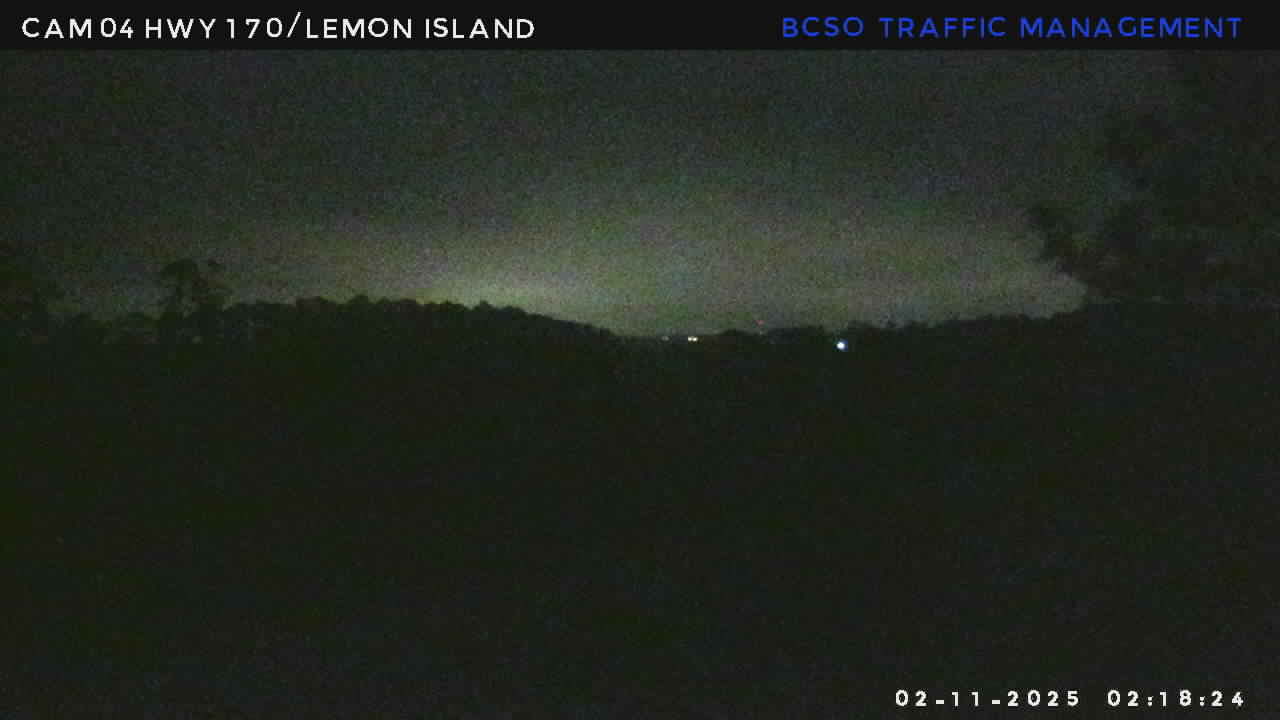 CAM 04 HWY 170/LEMON ISLAND
BCSO TRAFFIC MANAGEMENT
02-11-2025 02:18:24